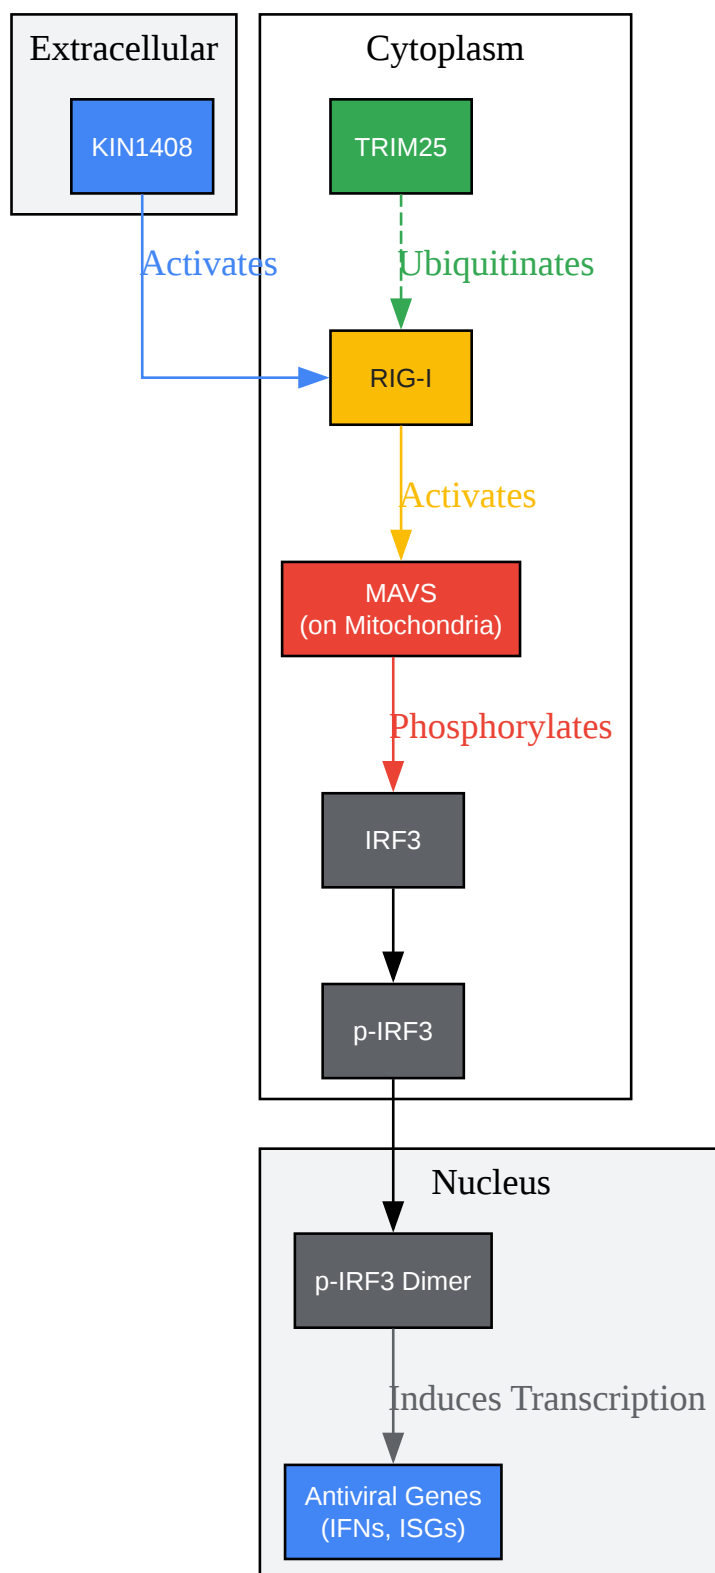 Extracellular
Cytoplasm
KIN1408
TRIM25
Activates
Ubiquitinates
RIG-I
Activates
MAVS
(on Mitochondria)
Phosphorylates
IRF3
p-IRF3
Nucleus
p-IRF3 Dimer
Induces Transcription
Antiviral Genes
(IFNs, ISGs)